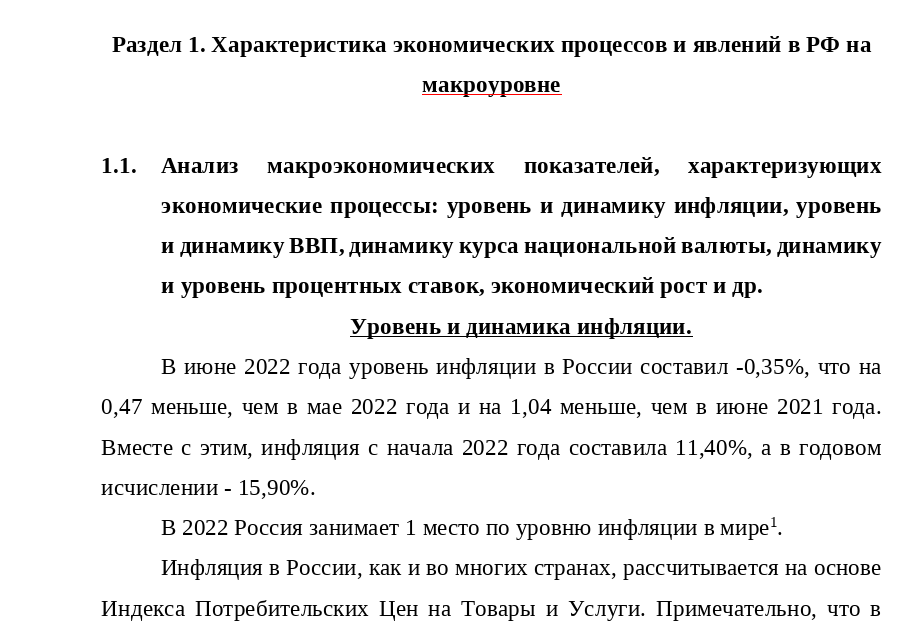 Раздел 1. Характеристика экономических процессов и явлений в РФ на
макроуровне
1.1. Анализ макроэкономических показателей, характеризующих
экономические процессы: уровень и динамику инфляции, уровень
и динамику ВВП, динамику курса национальной валюты, динамику
и уровень процентных ставок, экономический рост и др.
Уровень и динамика инфляции.
В июне 2022 года уровень инфляции в России составил -0,35%, что на
0,47 меньше, чем в мае 2022 года и на 1,04 меньше, чем в июне 2021 года.
Вместе с этим, инфляция с начала 2022 года составила 11,40%, а в годовом
исчислении - 15,90%.
В 2022 Россия занимает 1 место по уровню инфляции в мире¹.
Инфляция в России, как и во многих странах, рассчитывается на основе
Индекса Потребительских Цен на Товары и Услуги. Примечательно, что в